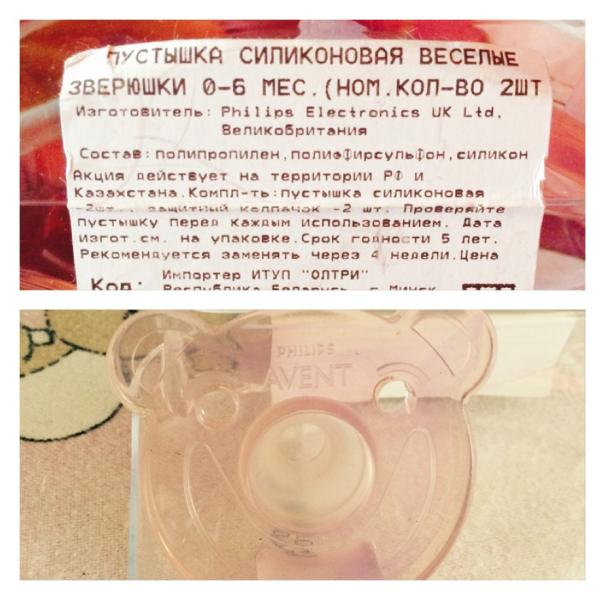 ПУСТЫШКА СИЛИКОНОВАЯ ВЕСЕЛЫЕ
ЗВЕРЮШКИ 0-6 МЕС.(НОМ.КОЛ-ВО 2ШТ
Изготовитель: Philips Electronics UK Ltd,
Великобритания
Состав:полипропилен,полиэфирсульфон,силикон
Акция действует на территории РФ и
Казахстана.Компл-ть:пустышка силиконовая
-2шт., защитный колпачок -2 шт. Проверяйте
пустышку перед каждым использованием. Дата
изгот.см. на упаковке.Срок годности 5 лет.
Рекомендуется заменять через 4 недели.Цена
Импортер ИТУП "ОЛТРИ"
Код:
Республика Беларусь, г.Минск
PHILIPS
AVENT